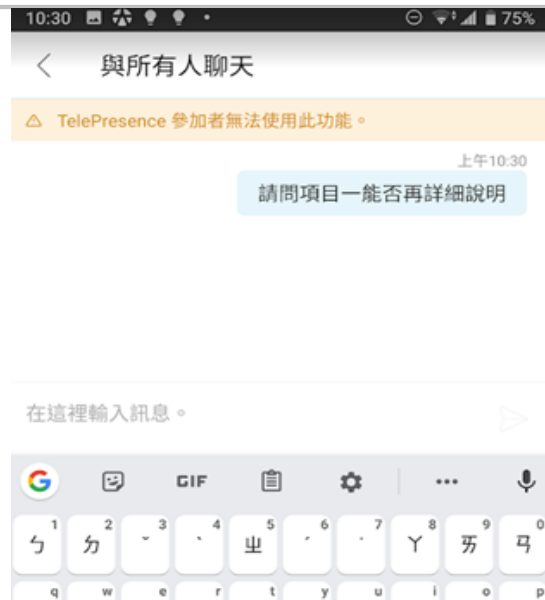 10:30 75%
與所有人聊天
TelePresence 參加者無法使用此功能。
上午10:30
請問項目一能否再詳細說明
在這裡輸入訊息。
G GIF
1 2 3 4 5 6 7 8 9 0
ㄅ ㄉ ˇ ˋ ㄓ ˊ ˙ ㄚ ㄞ ㄢ
q w e r t y u i o p